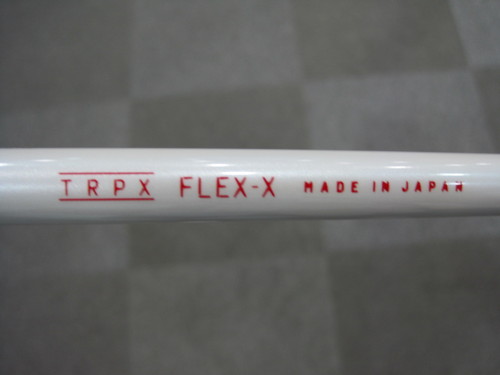 TRPX FLEX-X MADE IN JAPAN